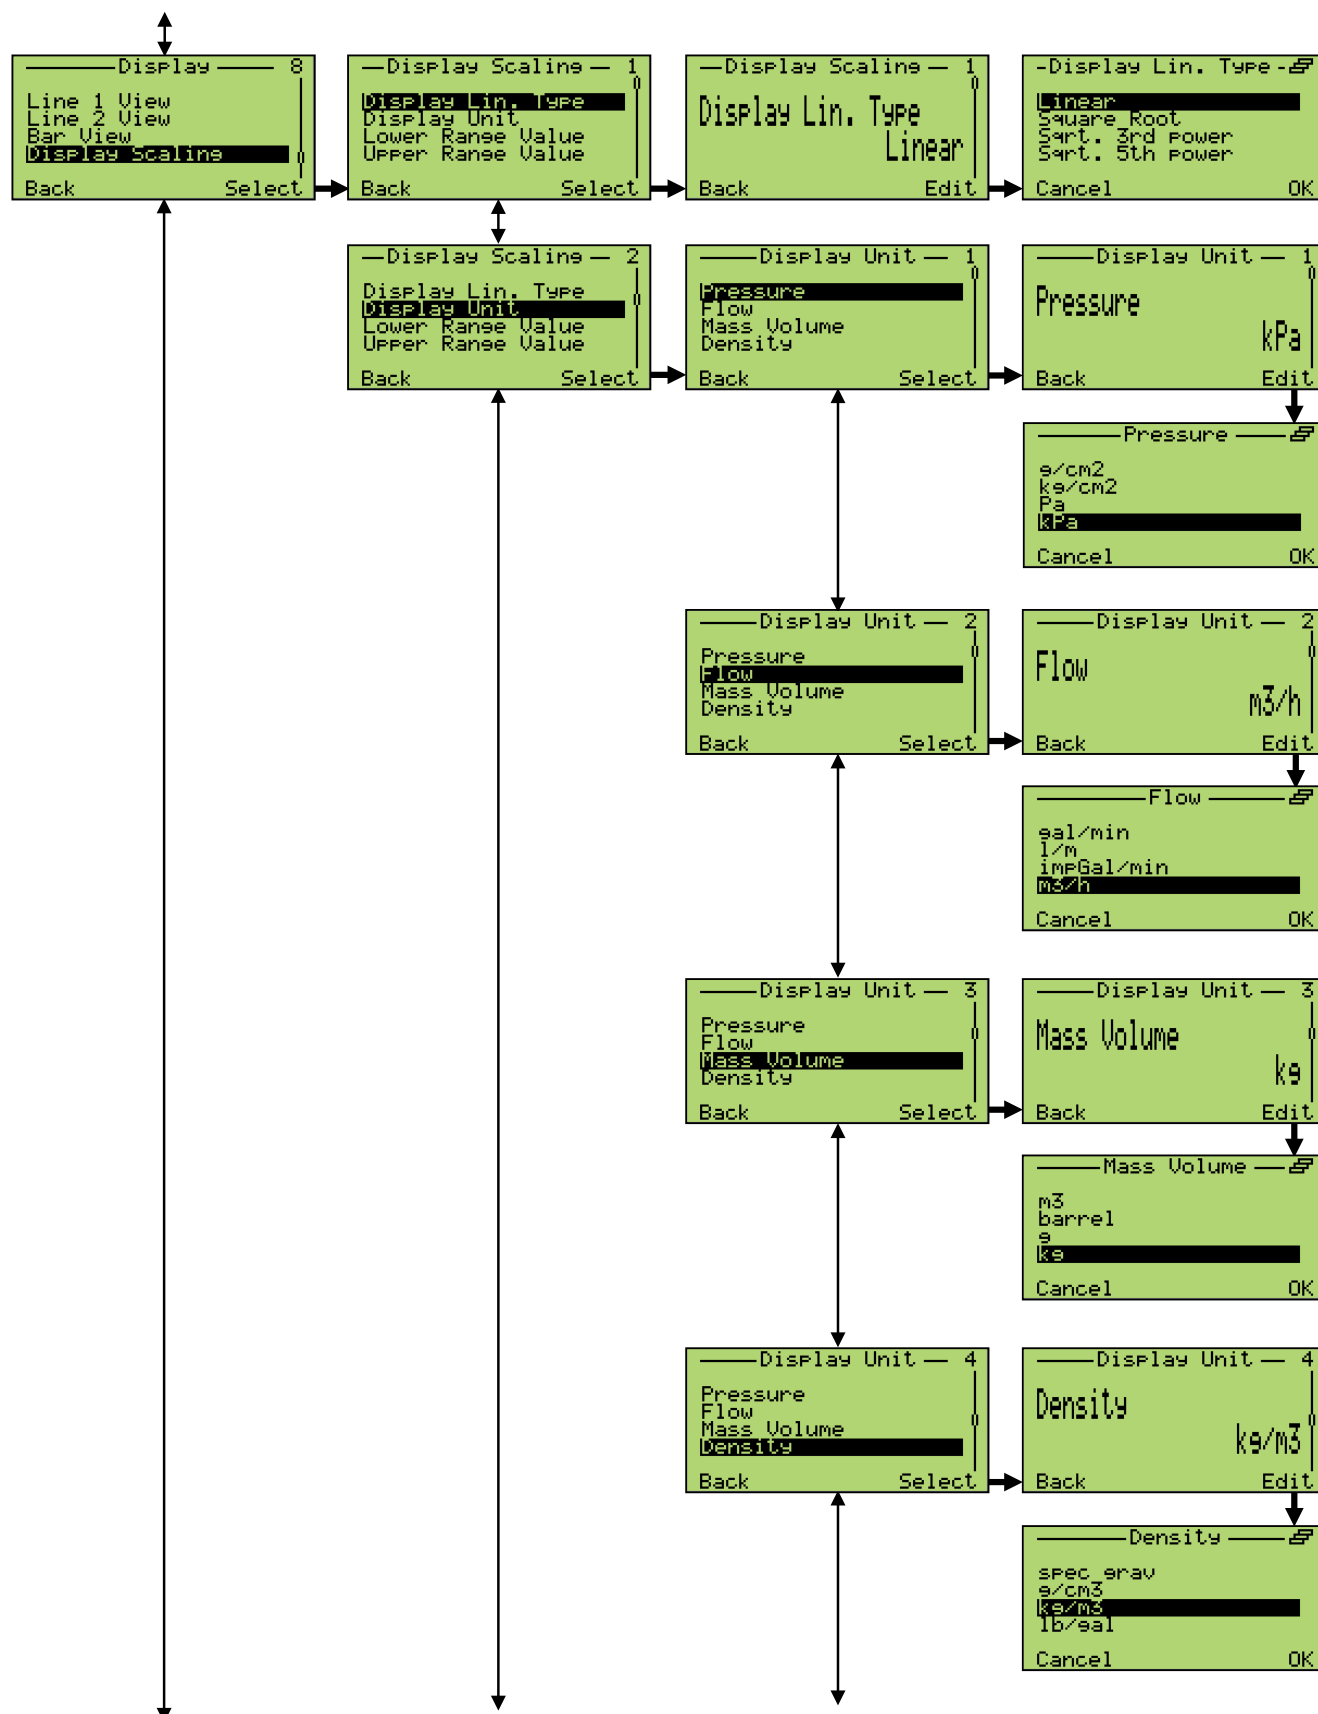 Display 8
Line 1 View
Line 2 View
Bar View
Display Scaling
Back Select
Display Scaling 1
Display Lin. Type
Display Unit
Lower Range Value
Upper Range Value
Back Select
Display Scaling 1
Display Lin. Type
Linear
Back Edit
-Display Lin. Type-
Linear
Square Root
Sqrt. 3rd power
Sqrt. 5th power
Cancel OK
Display Scaling 2
Display Lin. Type
Display Unit
Lower Range Value
Upper Range Value
Back Select
Display Unit 1
Pressure
Flow
Mass Volume
Density
Back Select
Display Unit 1
Pressure
kPa
Back Edit
Pressure
g/cm2
kg/cm2
Pa
kPa
Cancel OK
Display Unit 2
Pressure
Flow
Mass Volume
Density
Back Select
Display Unit 2
Flow
m3/h
Back Edit
Flow
gal/min
l/m
impGal/min
m3/h
Cancel OK
Display Unit 3
Pressure
Flow
Mass Volume
Density
Back Select
Display Unit 3
Mass Volume
kg
Back Edit
Mass Volume
m3
barrel
g
kg
Cancel OK
Display Unit 4
Pressure
Flow
Mass Volume
Density
Back Select
Display Unit 4
Density
kg/m3
Back Edit
Density
spec_grav
g/cm3
kg/m3
lb/gal
Cancel OK